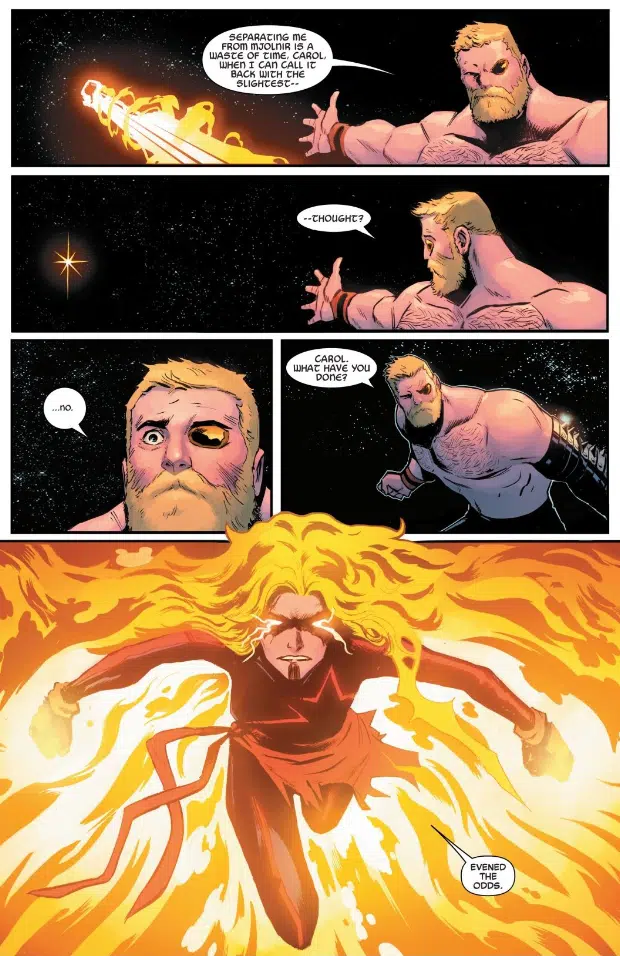 SEPARATING ME
FROM MJOLNIR IS A
WASTE OF TIME, CAROL,
WHEN I CAN CALL IT
BACK WITH THE
SLIGHTEST--
--THOUGHT?
...NO.
CAROL.
WHAT HAVE YOU
DONE?
EVENED
THE
ODDS.